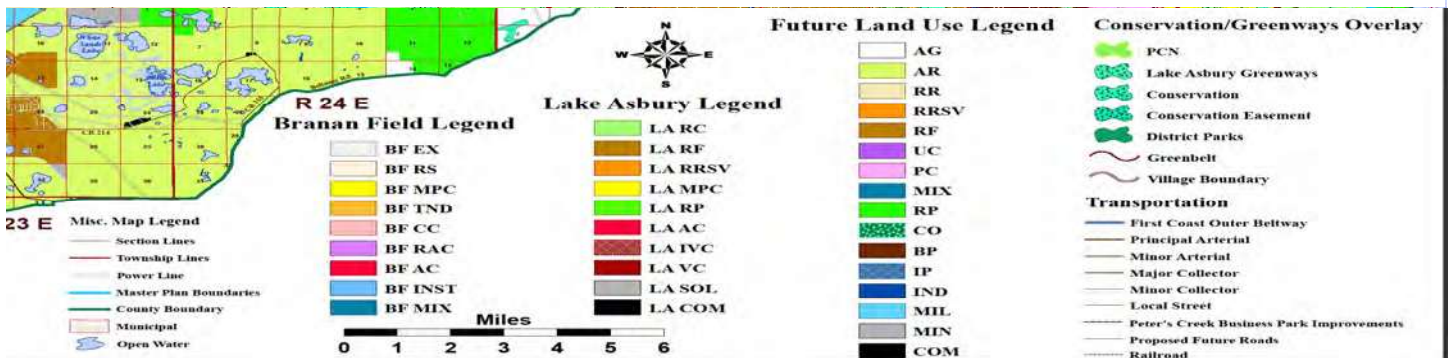 N
W E
S
R 24 E
23 E
CR 214
Misc. Map Legend
Section Lines
Township Lines
Power Line
Master Plan Boundaries
County Boundary
Municipal
Open Water
Branan Field Legend
BF EX
BF RS
BF MPC
BF TND
BF CC
BF RAC
BF AC
BF INST
BF MIX
Miles
0 1 2 3 4 5 6
Lake Asbury Legend
LA RC
LA RF
LA RRSV
LA MPC
LA RP
LA AC
LA IVC
LA VC
LA SOL
LA COM
Future Land Use Legend
AG
AR
RR
RRSV
RF
UC
PC
MIX
RP
CO
BP
IP
IND
MIL
MIN
COM
Conservation/Greenways Overlay
PCN
Lake Asbury Greenways
Conservation
Conservation Easement
District Parks
Greenbelt
Village Boundary
Transportation
First Coast Outer Beltway
Principal Arterial
Minor Arterial
Major Collector
Minor Collector
Local Street
Peter's Creek Business Park Improvements
Proposed Future Roads
Railroad